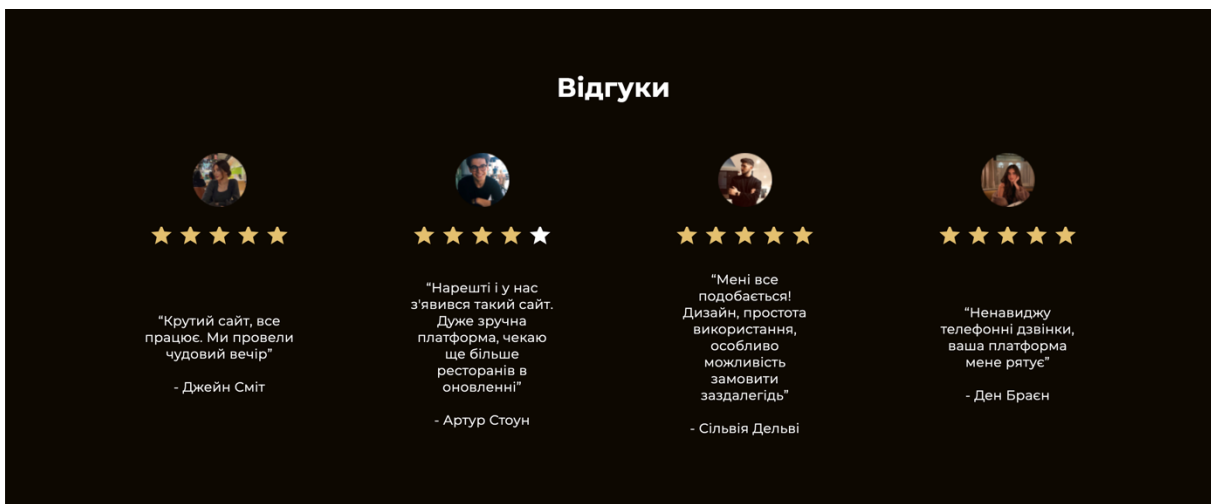 Відгуки
“Крутий сайт, все
працює. Ми провели
чудовий вечір”
- Джейн Сміт
“Нарешті і у нас
з'явився такий сайт.
Дуже зручна
платформа, чекаю
ще більше
ресторанів в
оновленні”
- Артур Стоун
“Мені все
подобається!
Дизайн, простота
використання,
особливо
можливість
замовити
заздалегідь”
- Сільвія Дельві
“Ненавиджу
телефонні дзвінки,
ваша платформа
мене рятує”
- Ден Браєн